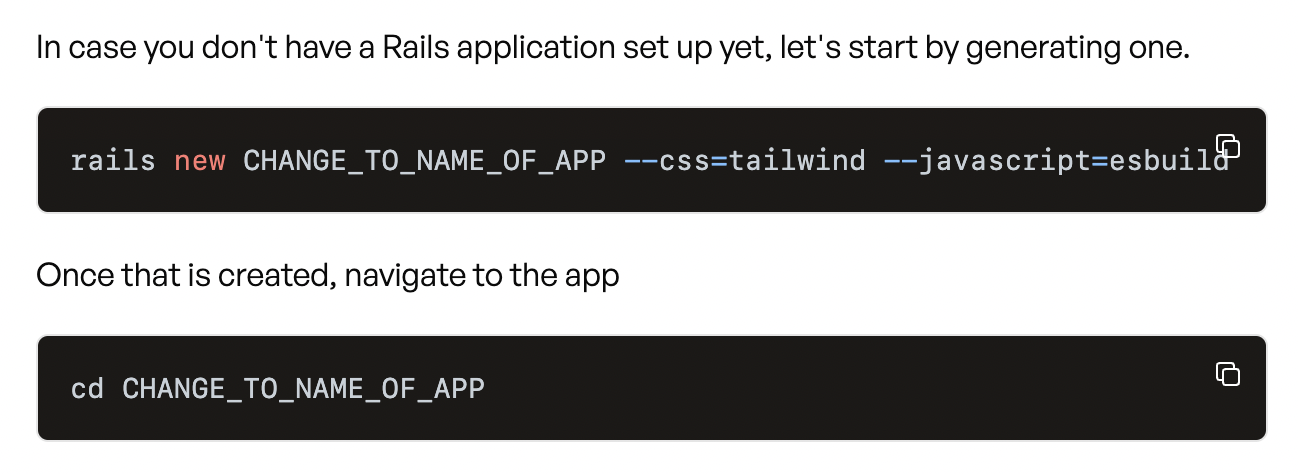 In case you don't have a Rails application set up yet, let's start by generating one.
rails new CHANGE_TO_NAME_OF_APP --css=tailwind --javascript=esbuild
Once that is created, navigate to the app
cd CHANGE_TO_NAME_OF_APP